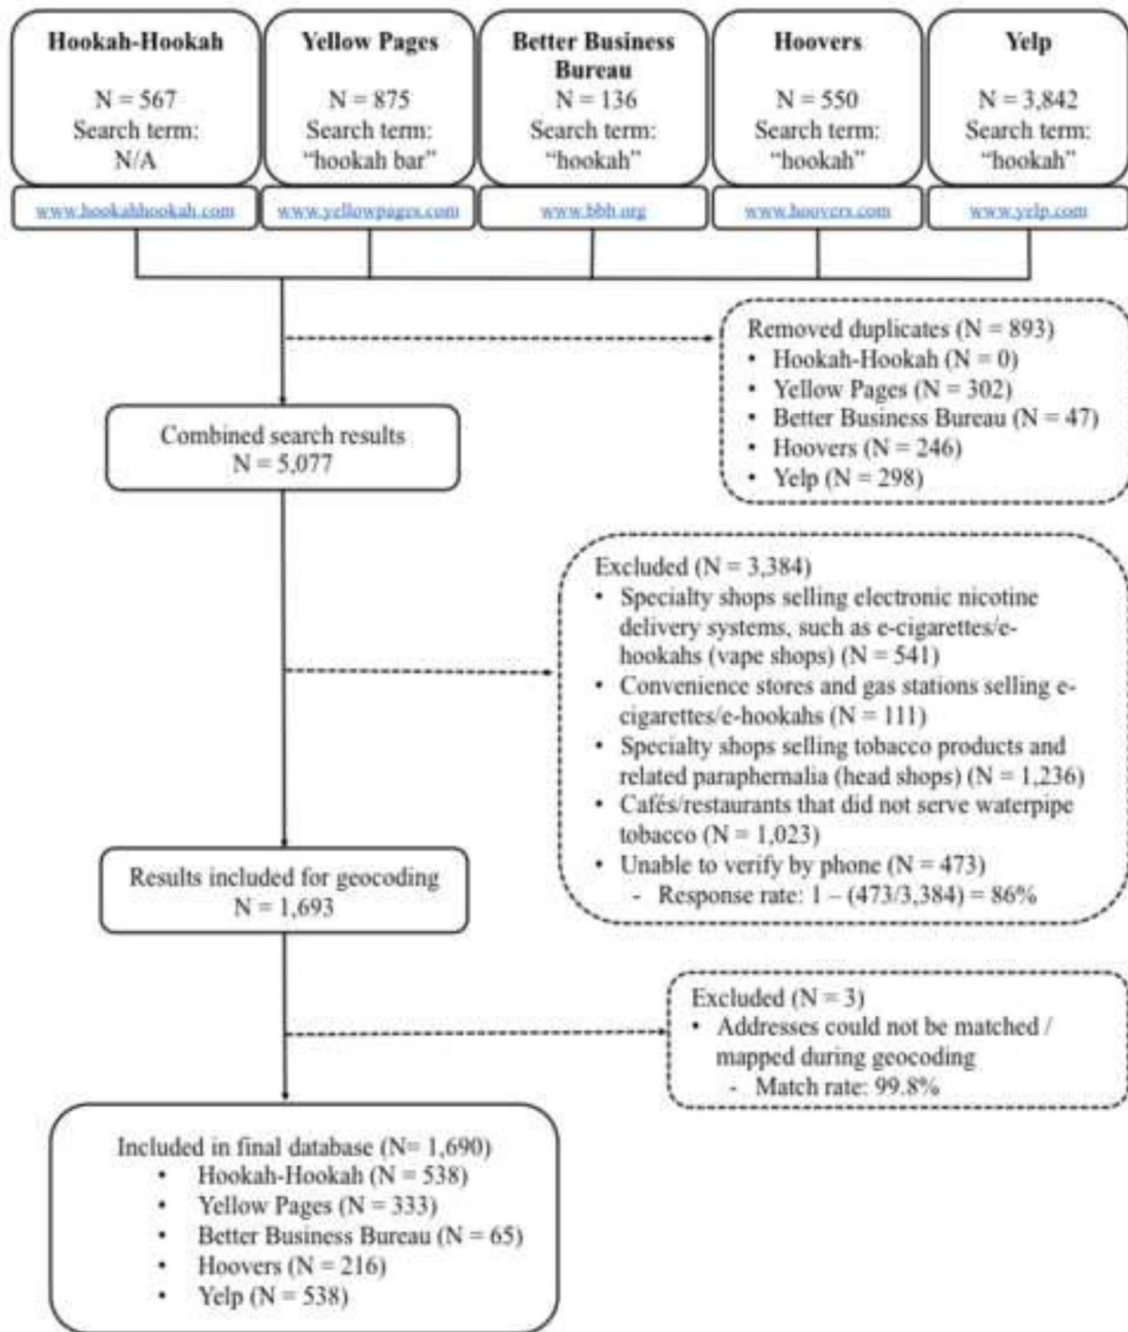 Hookah-Hookah
N = 567
Search term:
N/A
www.hookahhookah.com
Yellow Pages
N = 875
Search term:
“hookah bar”
www.yellowpages.com
Better Business
Bureau
N = 136
Search term:
“hookah”
www.bbh.org
Hoovers
N = 550
Search term:
“hookah”
www.hoovers.com
Yelp
N = 3,842
Search term:
“hookah”
www.yelp.com
Removed duplicates (N = 893)
• Hookah-Hookah (N = 0)
• Yellow Pages (N = 302)
• Better Business Bureau (N = 47)
• Hoovers (N = 246)
• Yelp (N = 298)
Combined search results
N = 5,077
Excluded (N = 3,384)
• Specialty shops selling electronic nicotine
delivery systems, such as e-cigarettes/e-
hookahs (vape shops) (N = 541)
• Convenience stores and gas stations selling e-
cigarettes/e-hookahs (N = 111)
• Specialty shops selling tobacco products and
related paraphernalia (head shops) (N = 1,236)
• Cafés/restaurants that did not serve waterpipe
tobacco (N = 1,023)
• Unable to verify by phone (N = 473)
- Response rate: 1 – (473/3,384) = 86%
Results included for geocoding
N = 1,693
Excluded (N = 3)
• Addresses could not be matched /
mapped during geocoding
- Match rate: 99.8%
Included in final database (N= 1,690)
• Hookah-Hookah (N = 538)
• Yellow Pages (N = 333)
• Better Business Bureau (N = 65)
• Hoovers (N = 216)
• Yelp (N = 538)